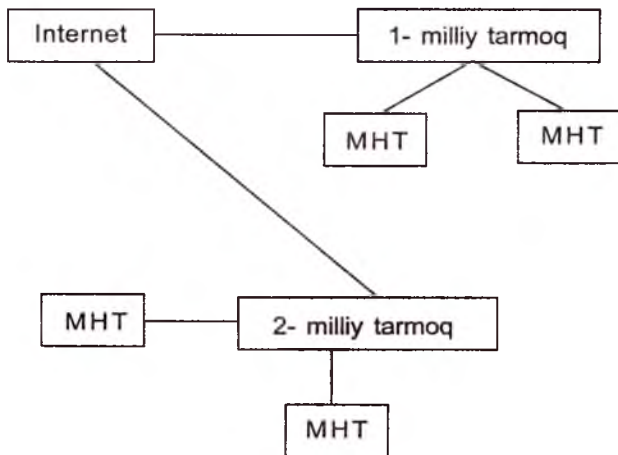 Internet
1- milliy tarmoq
MHT
MHT
MHT
2- milliy tarmoq
MHT